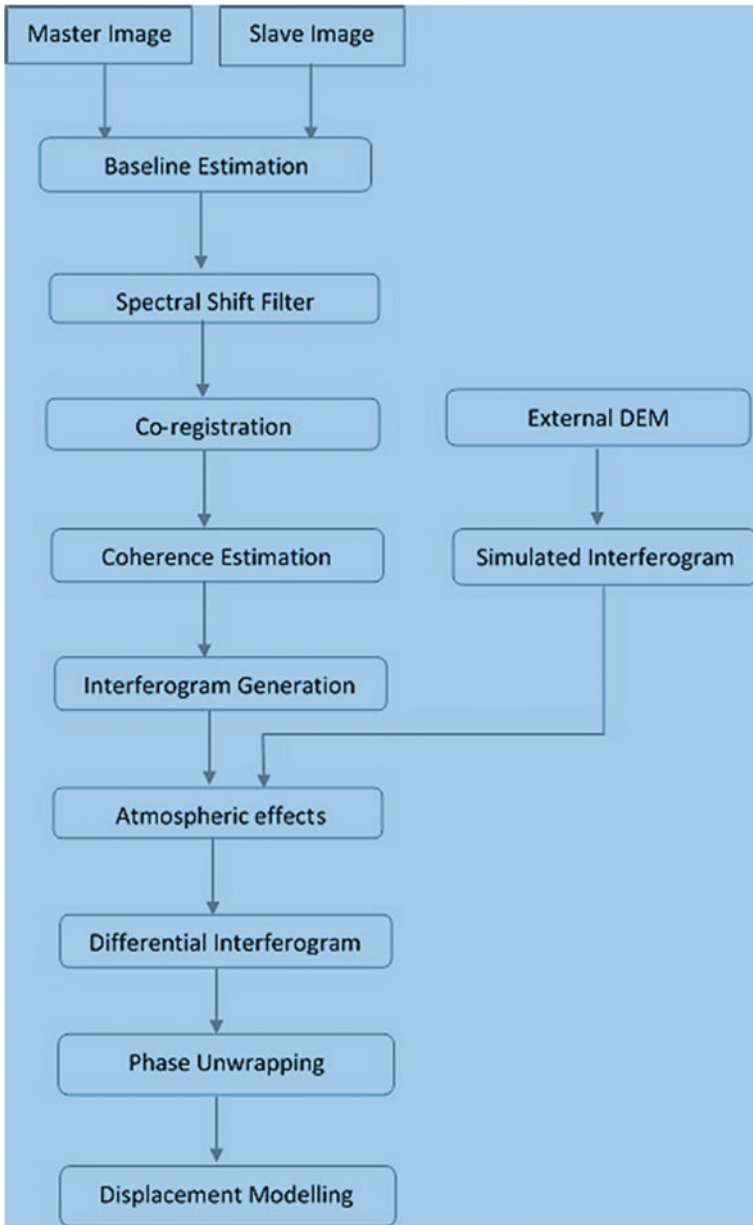 Master Image
Slave Image
Baseline Estimation
Spectral Shift Filter
Co-registration
External DEM
Coherence Estimation
Simulated Interferogram
Interferogram Generation
Atmospheric effects
Differential Interferogram
Phase Unwrapping
Displacement Modelling